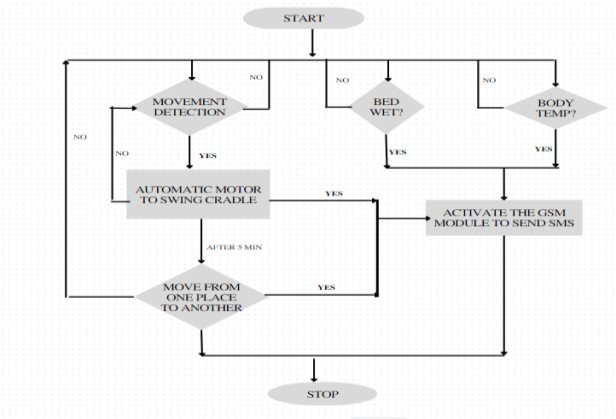 START
NO
NO
NO
MOVEMENT
DETECTION
BED
WET?
BODY
TEMP?
NO
NO
YES
YES
YES
AUTOMATIC MOTOR
TO SWING CRADLE
YES
ACTIVATE THE GSM
MODULE TO SEND SMS
AFTER 5 MIN
MOVE FROM
ONE PLACE
TO ANOTHER
YES
STOP